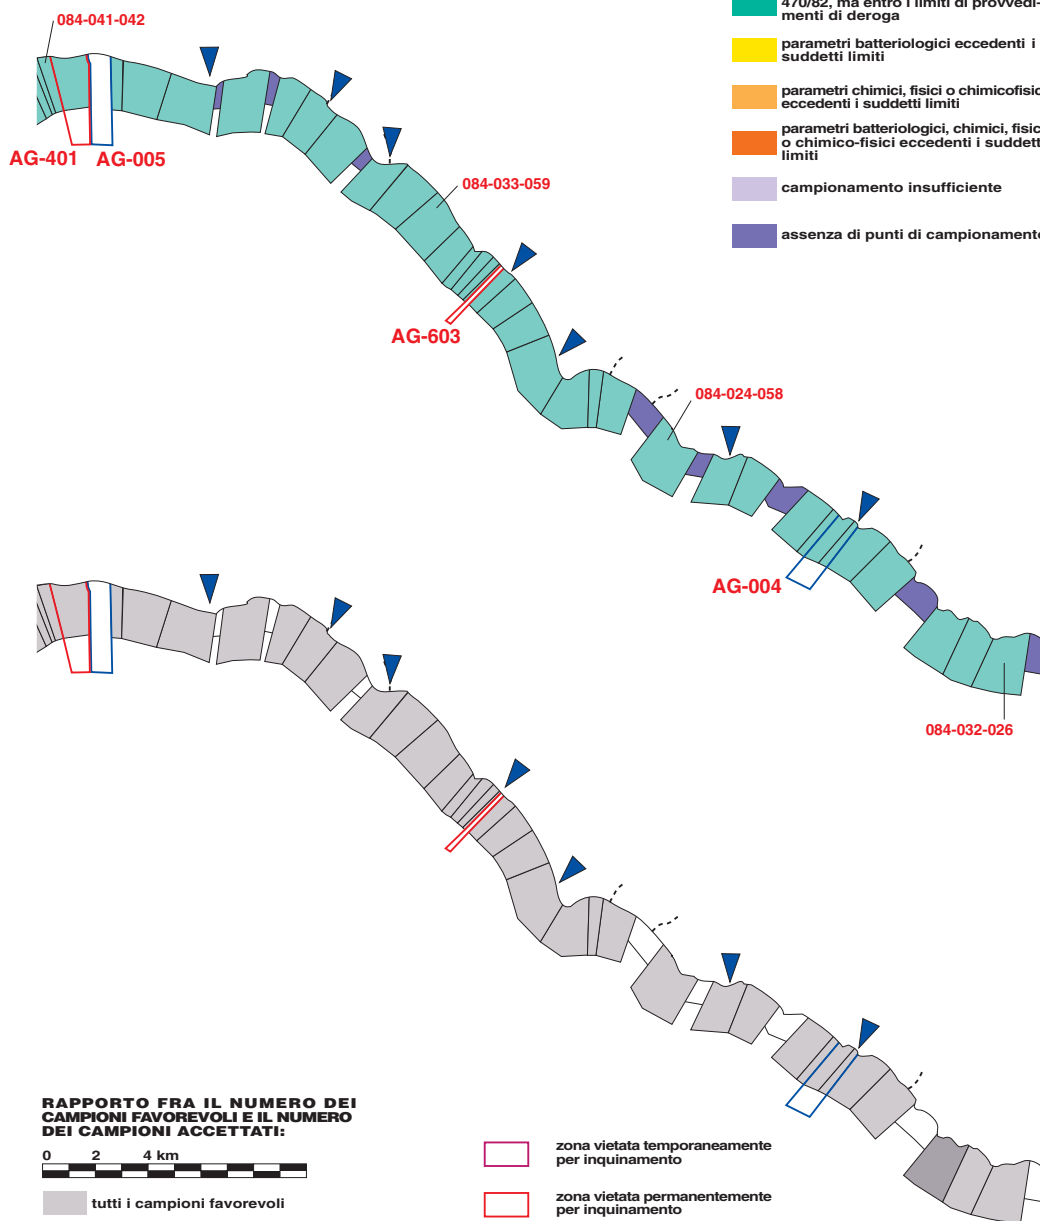 084-041-042
470/82, ma entro i limiti di provvedi-
menti di deroga
parametri batteriologici eccedenti i
suddetti limiti
parametri chimici, fisici o chimicofisic
eccedenti i suddetti limiti
parametri batteriologici, chimici, fisic
o chimico-fisici eccedenti i suddett
limiti
campionamento insufficiente
assenza di punti di campionamento
AG-401 AG-005
084-033-059
AG-603
084-024-058
AG-004
084-032-026
RAPPORTO FRA IL NUMERO DEI
CAMPIONI FAVOREVOLI E IL NUMERO
DEI CAMPIONI ACCETTATI:
0 2 4 km
tutti i campioni favorevoli
zona vietata temporaneamente
per inquinamento
zona vietata permanentemente
per inquinamento